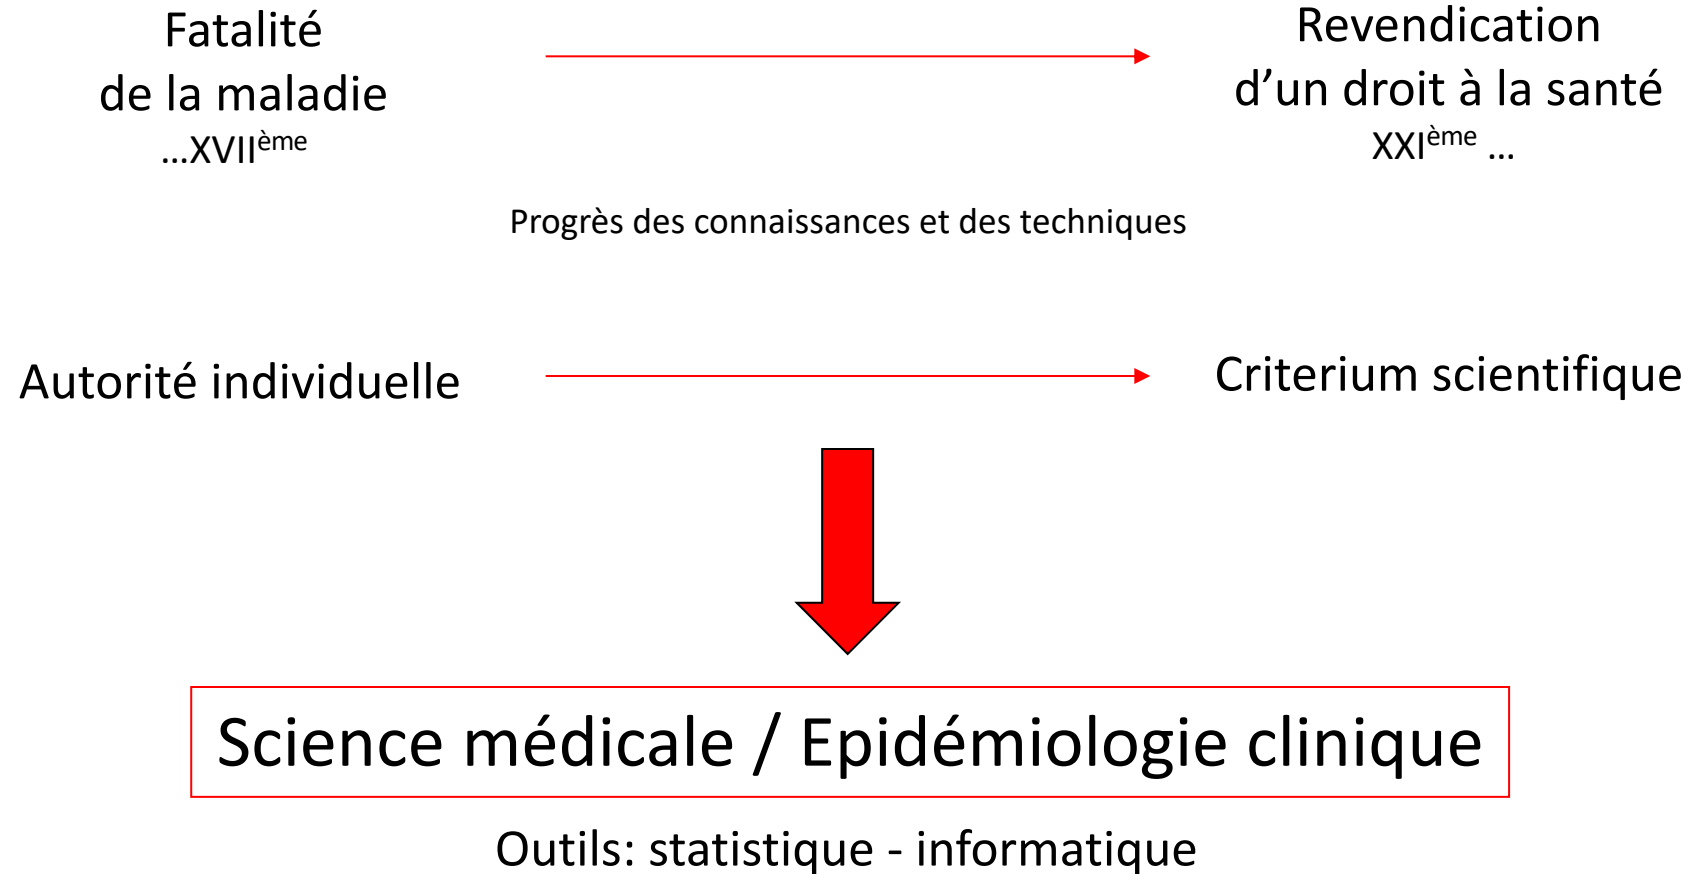 Fatalité
de la maladie
...XVIIème
Revendication
d’un droit à la santé
XXIème ...
Progrès des connaissances et des techniques
Autorité individuelle
Criterium scientifique
Science médicale / Epidémiologie clinique
Outils: statistique - informatique